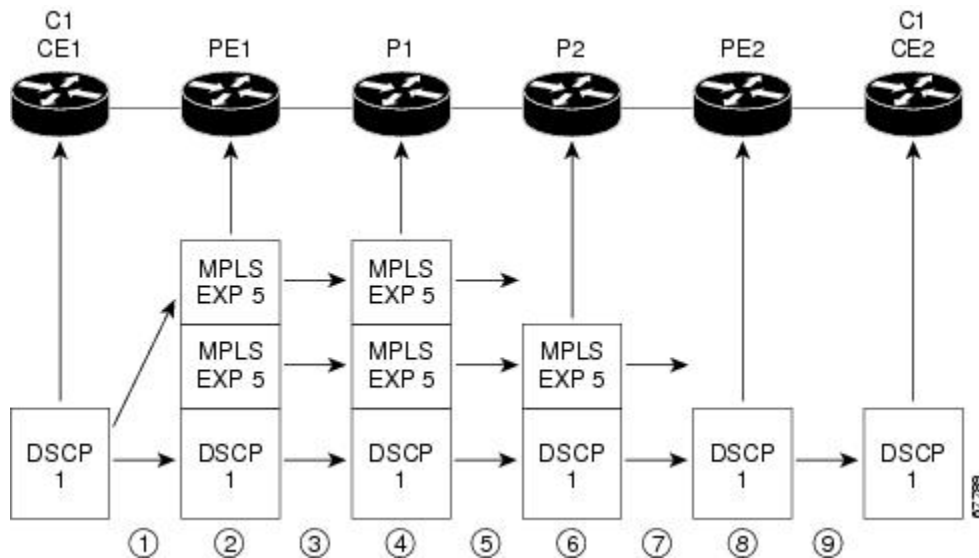 C1
CE1
PE1
P1
P2
PE2
C1
CE2
MPLS
EXP 5
MPLS
EXP 5
MPLS
EXP 5
MPLS
EXP 5
MPLS
EXP 5
DSCP
1
DSCP
1
DSCP
1
DSCP
1
DSCP
1
DSCP
1
1
2
3
4
5
6
7
8
9